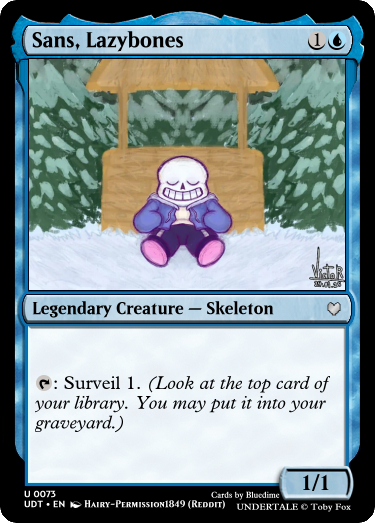 Sans, Lazybones
1
Legendary Creature — Skeleton
: Surveil 1. (Look at the top card of
your library. You may put it into your
graveyard.)
1/1
U 0073
Cards by Bluedime
UDT • EN Hairy-Permission1849 (Reddit)
UNDERTALE © Toby Fox